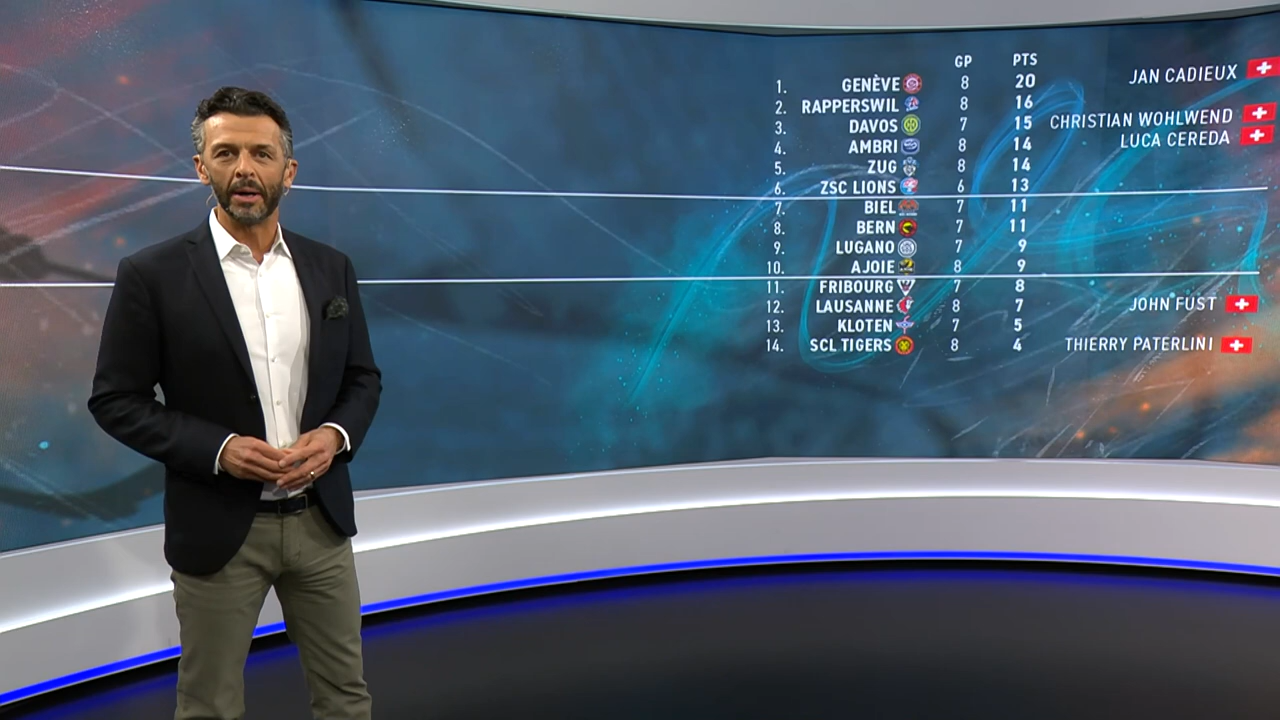 GP PTS
1. GENÈVE 8 20 JAN CADIEUX
2. RAPPERSWIL 8 16
3. DAVOS 7 15 CHRISTIAN WOHLWEND
4. AMBRI 8 14 LUCA CEREDA
5. ZUG 8 14
6. ZSC LIONS 6 13
7. BIEL 7 11
8. BERN 7 11
9. LUGANO 7 9
10. AJOIE 8 9
11. FRIBOURG 7 8
12. LAUSANNE 8 7 JOHN FUST
13. KLOTEN 7 5
14. SCL TIGERS 8 4 THIERRY PATERLINI